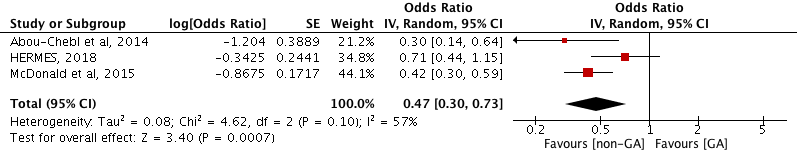 Odds Ratio Odds Ratio
Study or Subgroup log[Odds Ratio] SE Weight IV, Random, 95% CI IV, Random, 95% CI
Abou-Chebl et al, 2014 -1.204 0.3889 21.2% 0.30 [0.14, 0.64]
HERMES, 2018 -0.3425 0.2441 34.8% 0.71 [0.44, 1.15]
McDonald et al, 2015 -0.8675 0.1717 44.1% 0.42 [0.30, 0.59]
Total (95% CI) 100.0% 0.47 [0.30, 0.73]
Heterogeneity: Tau² = 0.08; Chi² = 4.62, df = 2 (P = 0.10); I² = 57%
Test for overall effect: Z = 3.40 (P = 0.0007)
0.2 0.5 1 2 5
Favours [non-GA] Favours [GA]